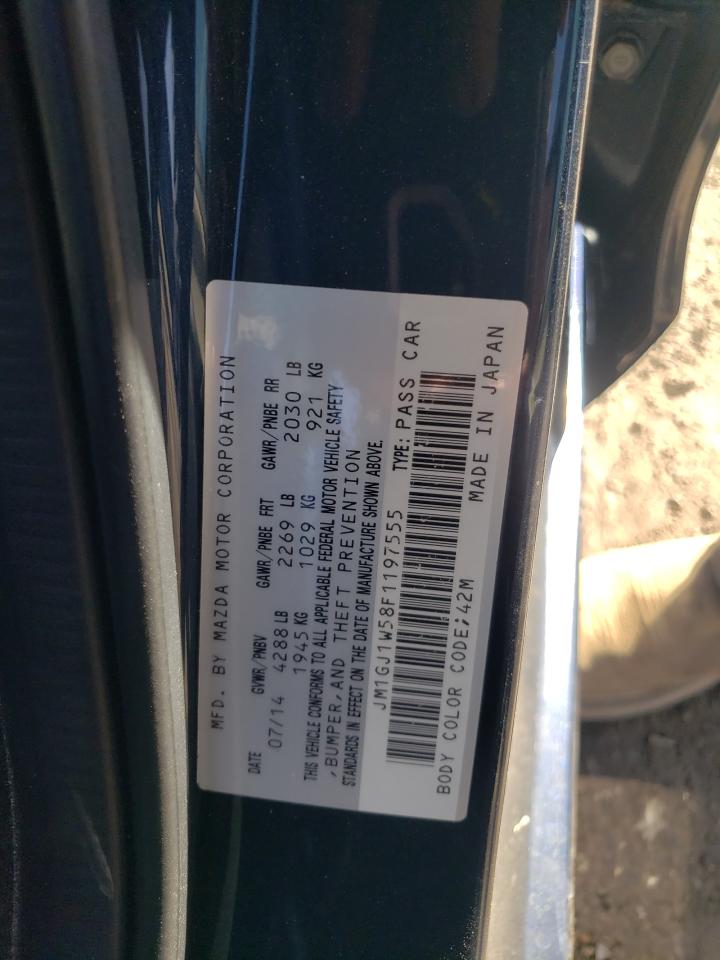 MFD. BY MAZDA MOTOR CORPORATION
DATE GVWR/PNBV GAWR/PNBE FRT GAWR/PNBE RR
07/14 4288 LB 2269 LB 2030 LB
1945 KG 1029 KG 921 KG
THIS VEHICLE CONFORMS TO ALL APPLICABLE FEDERAL MOTOR VEHICLE SAFETY
,BUMPER,AND THEFT PREVENTION
STANDARDS IN EFFECT ON THE DATE OF MANUFACTURE SHOWN ABOVE.
JM1GJ1W58F1197555 TYPE: PASS CAR
BODY COLOR CODE;42M MADE IN JAPAN